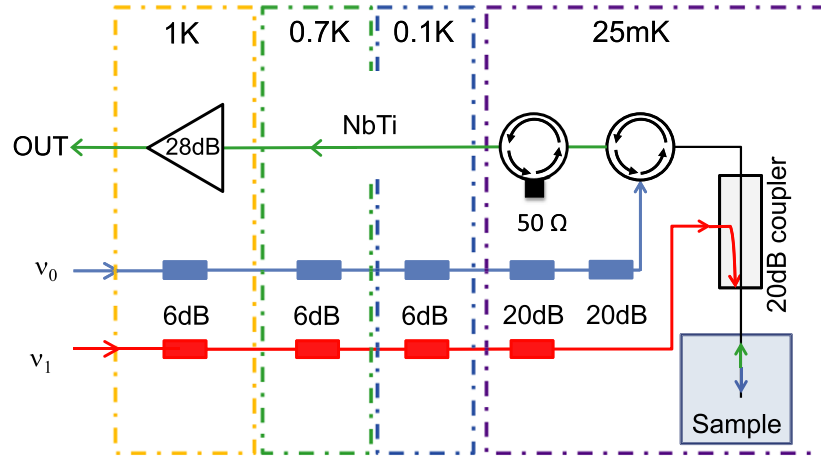 1K
0.7K
0.1K
25mK
OUT
28dB
NbTi
50 Ω
20dB coupler
ν₀
6dB
6dB
6dB
20dB
20dB
ν₁
Sample